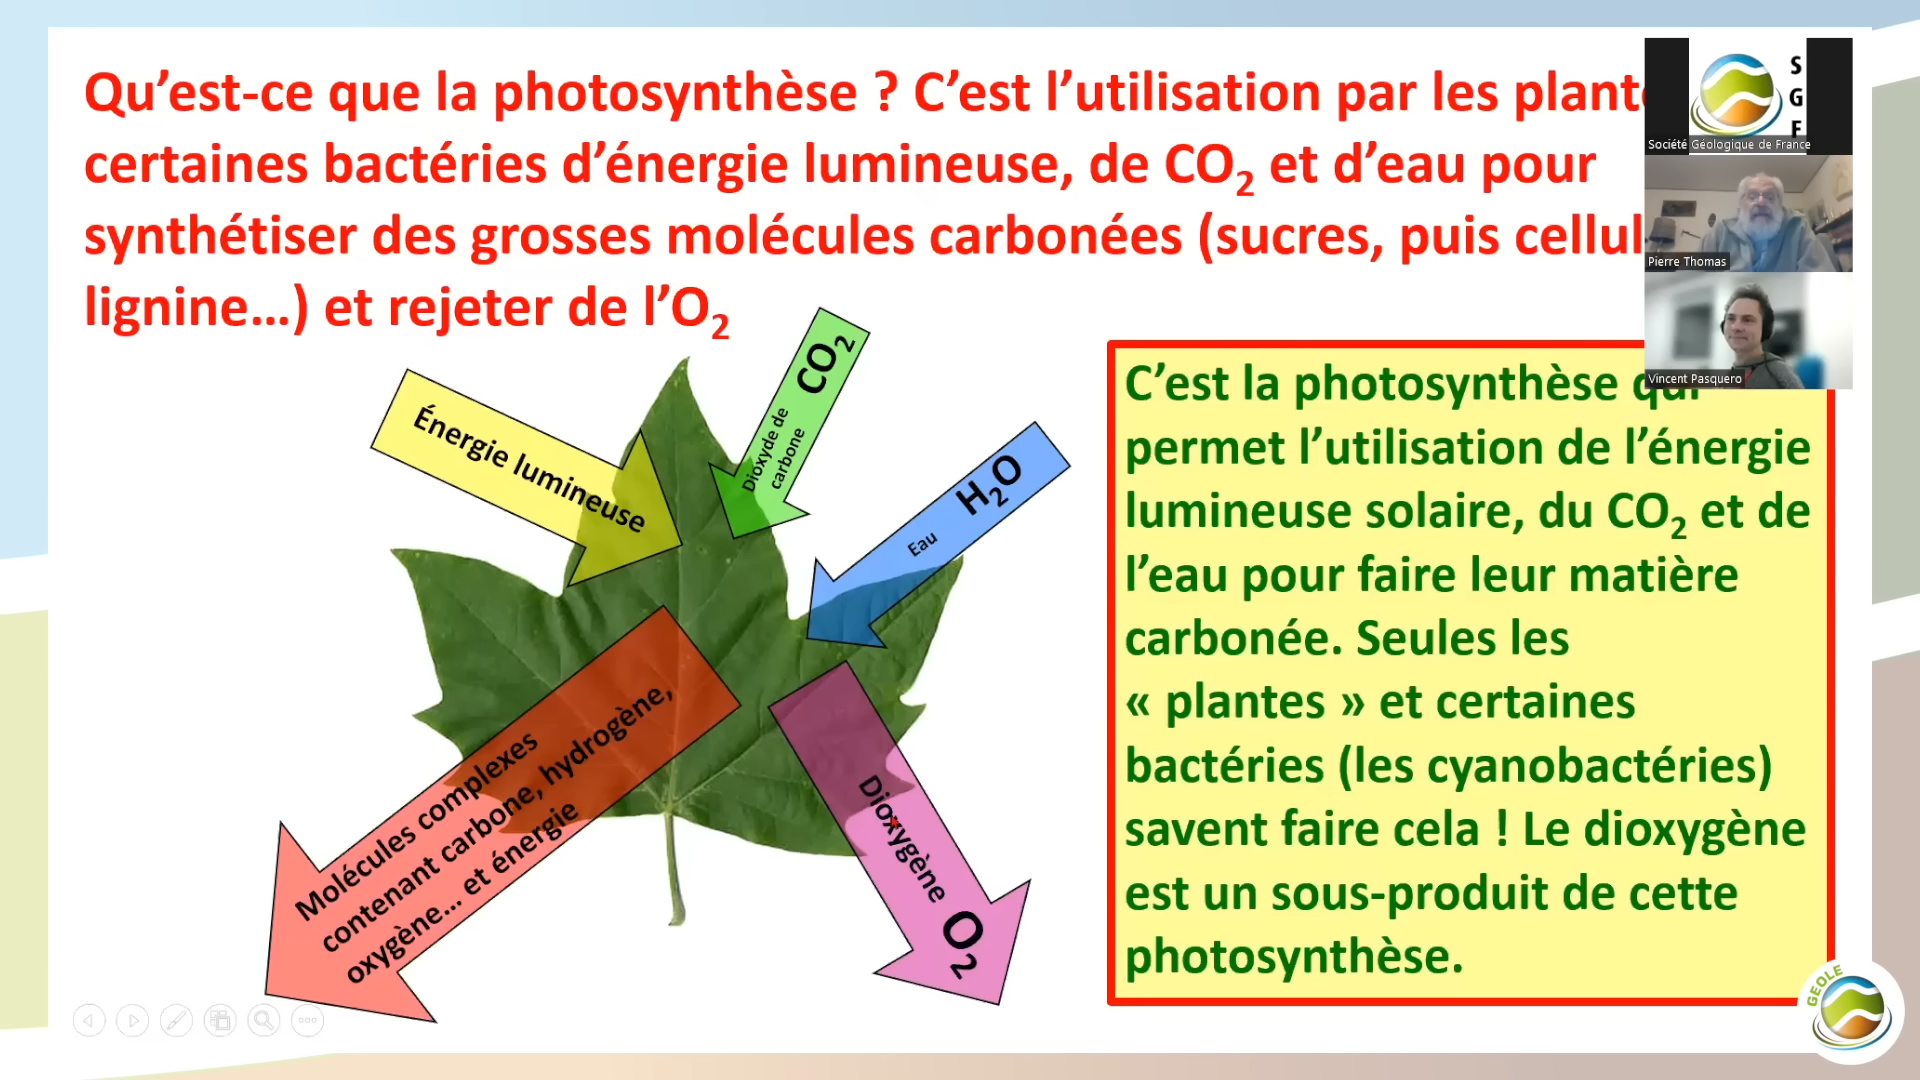 Qu’est-ce que la photosynthèse ? C’est l’utilisation par les
certaines bactéries d’énergie lumineuse, de CO₂ et d’eau pour
synthétiser des grosses molécules carbonées (sucres, puis
lignine...) et rejeter de l’O₂
S
G
F
Société Géologique de France
Pierre Thomas
Vincent Pasquero
Énergie lumineuse
Dioxyde de
carbone
CO₂
Eau H₂O
Molécules complexes
contenant carbone, hydrogène,
oxygène... et énergie
Dioxygène O₂
C’est la photosynthèse qui
permet l’utilisation de l’énergie
lumineuse solaire, du CO₂ et de
l’eau pour faire leur matière
carbonée. Seules les
« plantes » et certaines
bactéries (les cyanobactéries)
savent faire cela ! Le dioxygène
est un sous-produit de cette
photosynthèse.
GEOLE